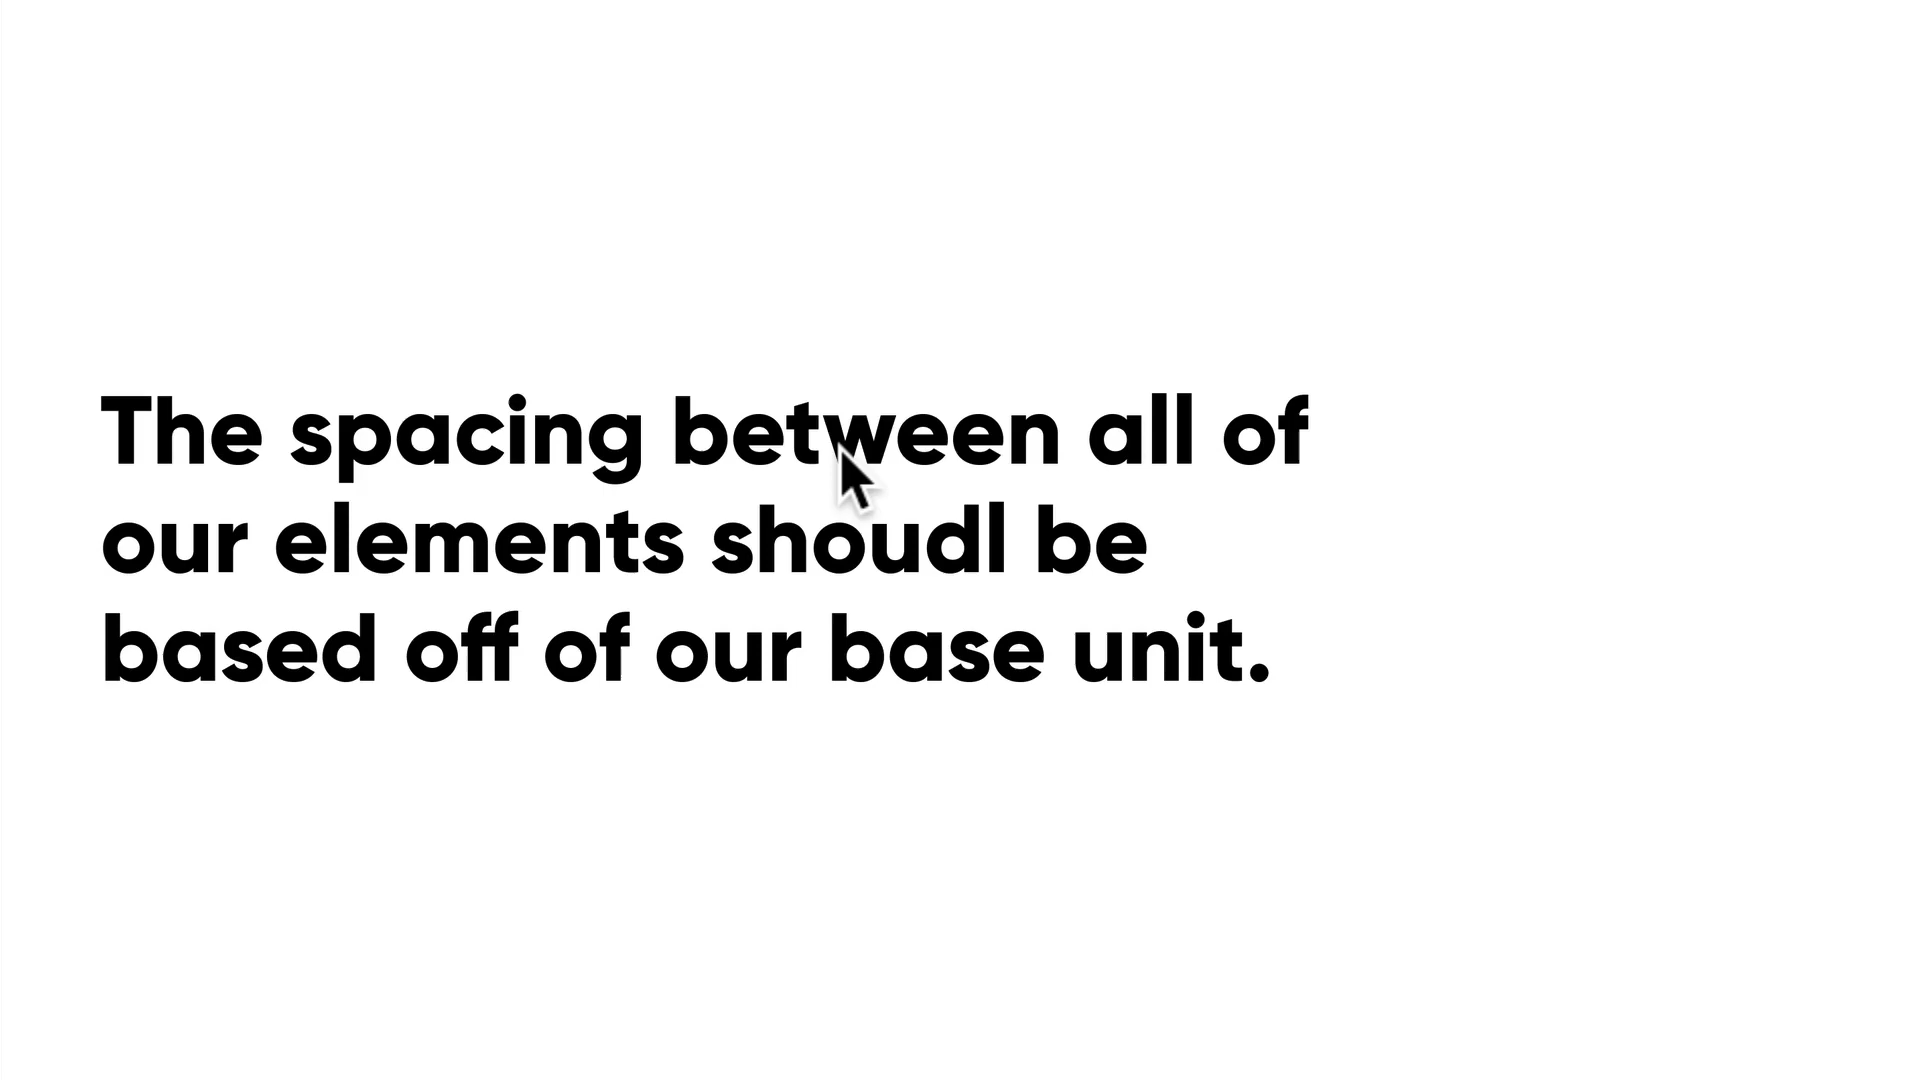 The spacing between all of
our elements shoudl be
based off of our base unit.